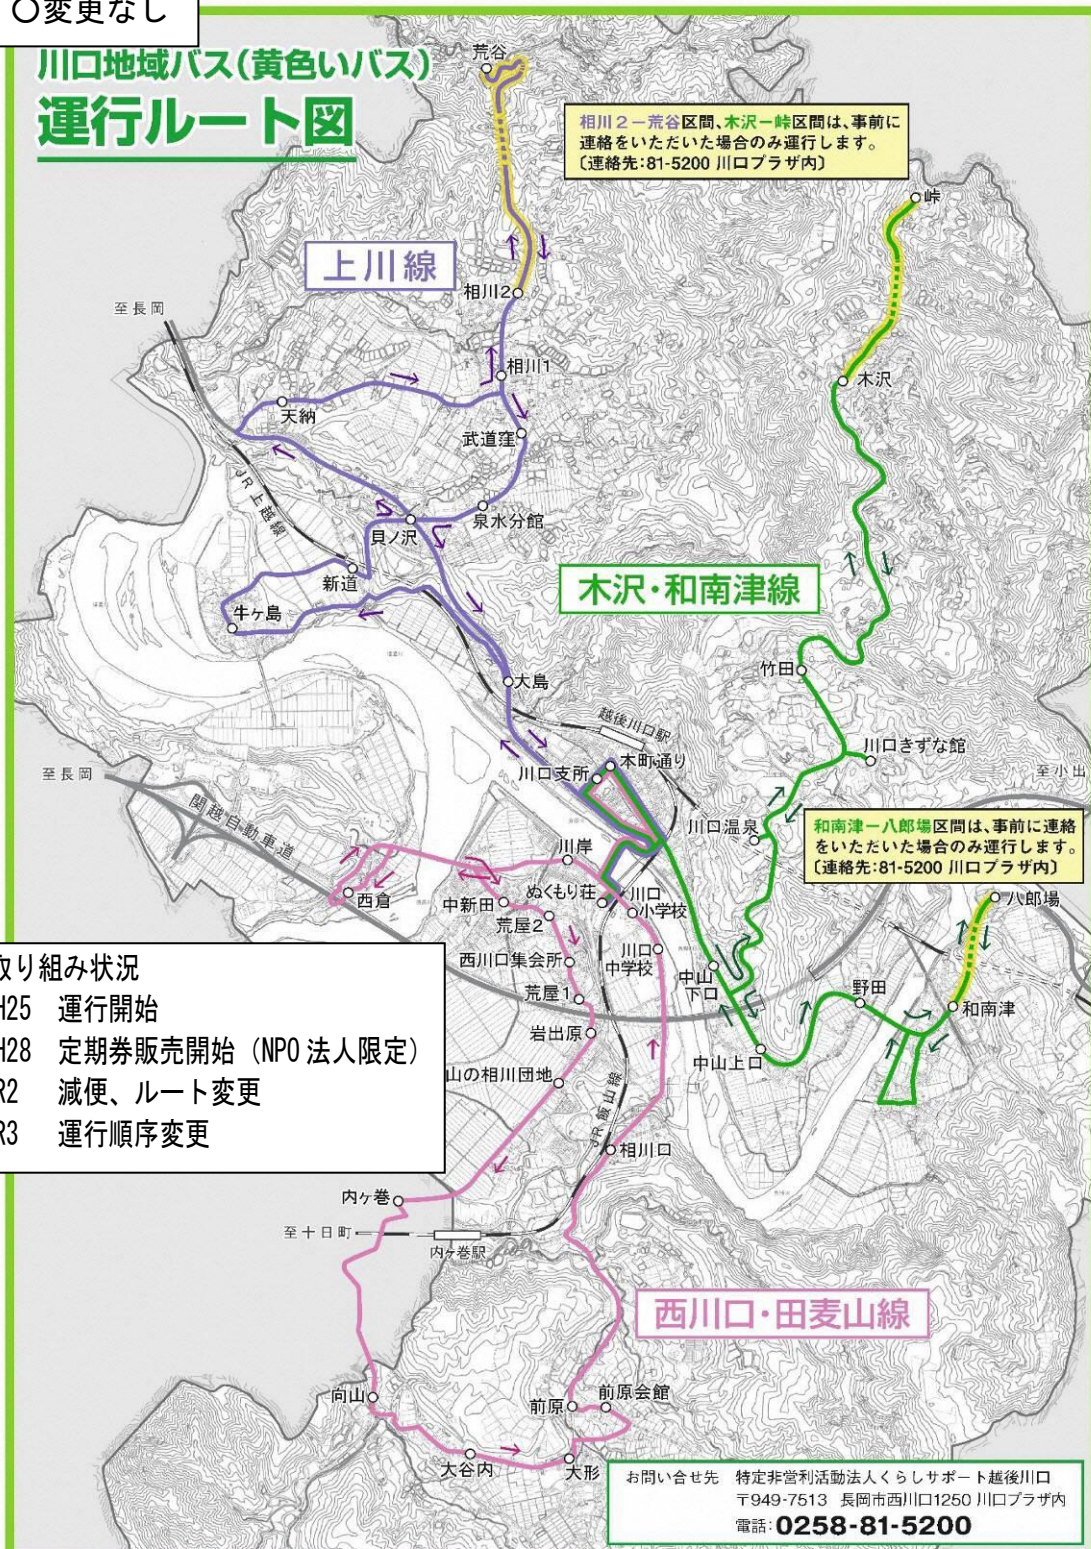 〇変更なし
川口地域バス(黄色いバス)
運行ルート図
荒谷
相川2ー荒谷区間、木沢ー峠区間は、事前に
連絡をいただいた場合のみ運行します。
〔連絡先:81-5200 川口プラザ内〕
峠
上川線
相川2
至長岡
相川1
木沢
天納
武道窪
JR上越線
泉水分館
貝ノ沢
新道
木沢・和南津線
牛ヶ島
竹田
大島
越後川口駅
川口きずな館
本町通り
川口支所
至長岡
至小出
関越自動車道
川口温泉
和南津ー八郎場区間は、事前に連絡
をいただいた場合のみ運行します。
〔連絡先:81-5200 川口プラザ内〕
川岸
西倉
中新田
ぬくもり荘
川口
小学校
八郎場
荒屋2
川口
中学校
西川口集会所
中山
下口
荒屋1
野田
和南津
岩出原
中山上口
山の相川団地
JR飯山線
相川口
取り組み状況
H25 運行開始
H28 定期券販売開始(NPO法人限定)
R2 減便、ルート変更
R3 運行順序変更
内ヶ巻
至十日町
内ヶ巻駅
西川口・田麦山線
向山
前原
前原会館
大谷内
大形
お問い合せ先 特定非営利活動法人くらしサポート越後川口
〒949-7513 長岡市西川口1250 川口プラザ内
電話:0258-81-5200